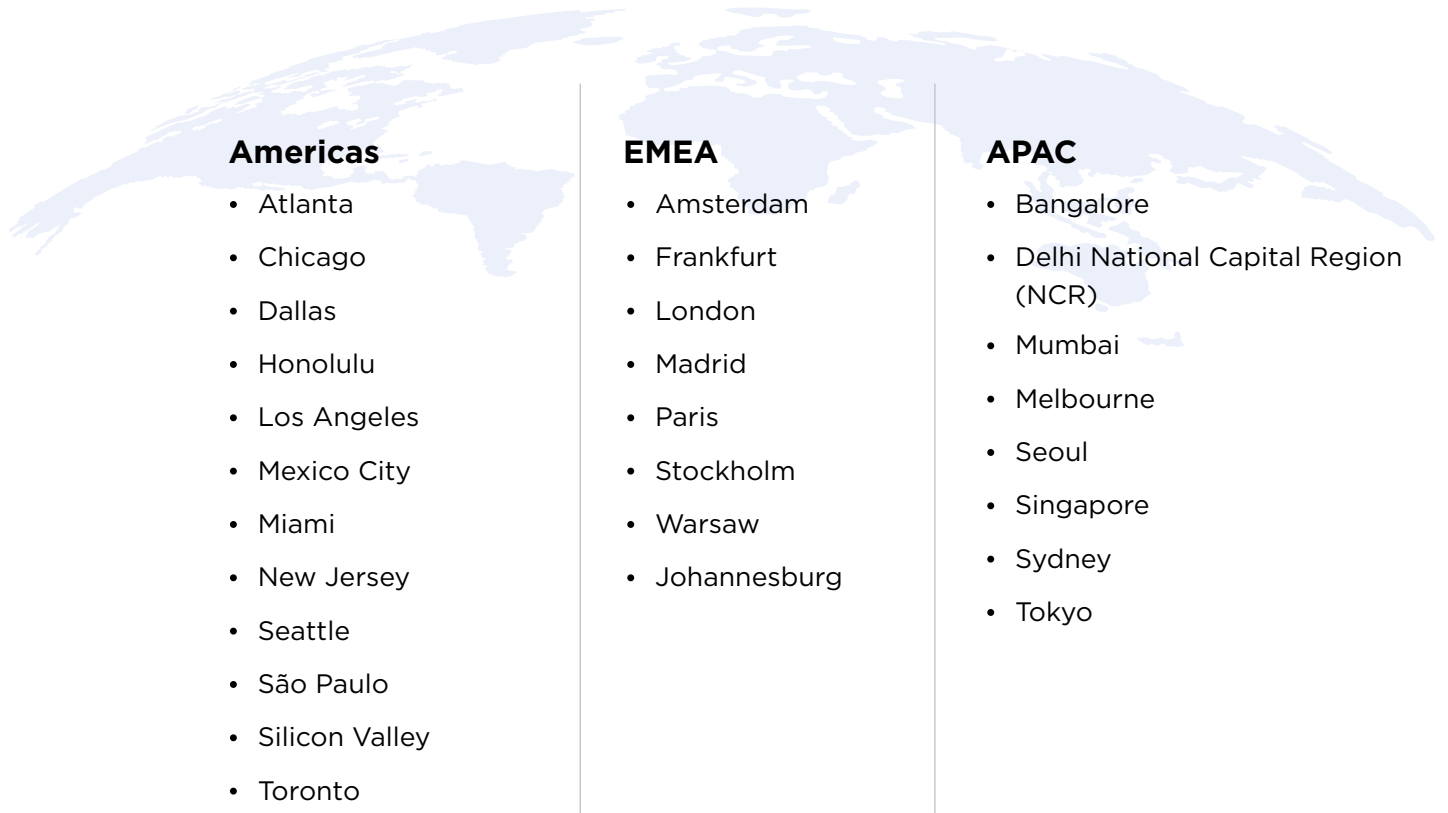 Americas
• Atlanta
• Chicago
• Dallas
• Honolulu
• Los Angeles
• Mexico City
• Miami
• New Jersey
• Seattle
• São Paulo
• Silicon Valley
• Toronto
EMEA
• Amsterdam
• Frankfurt
• London
• Madrid
• Paris
• Stockholm
• Warsaw
• Johannesburg
APAC
• Bangalore
• Delhi National Capital Region
(NCR)
• Mumbai
• Melbourne
• Seoul
• Singapore
• Sydney
• Tokyo